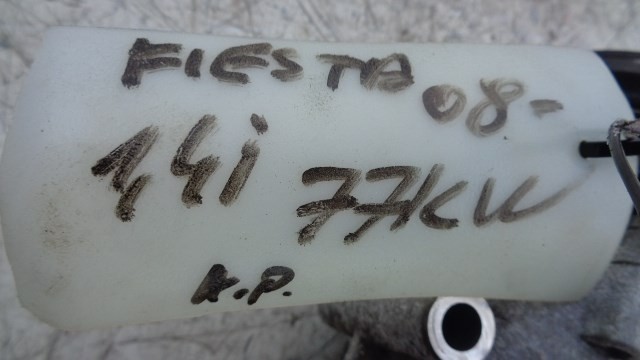 FIESTA 08-
1,4i 77KW
K.P.